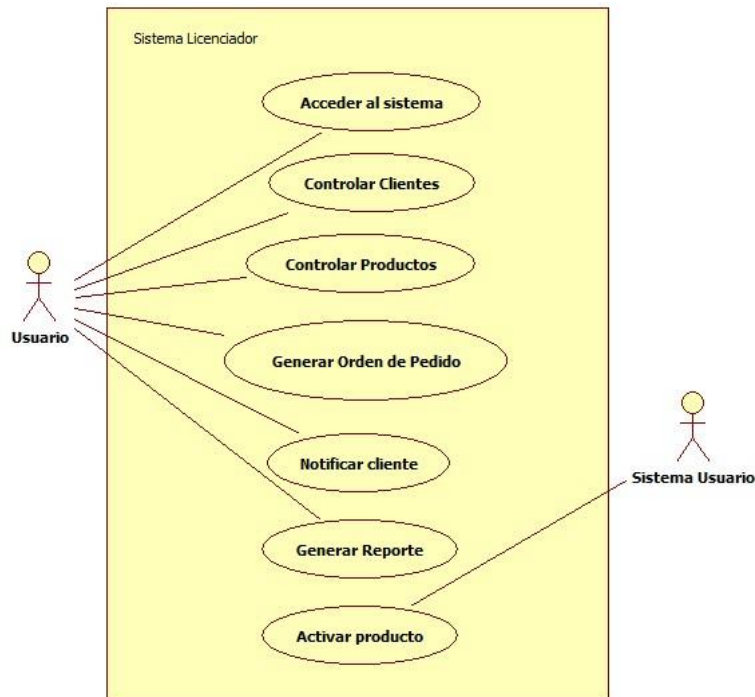 Sistema Licenciador
Acceder al sistema
Controlar Clientes
Controlar Productos
Usuario
Generar Orden de Pedido
Notificar cliente
Sistema Usuario
Generar Reporte
Activar producto